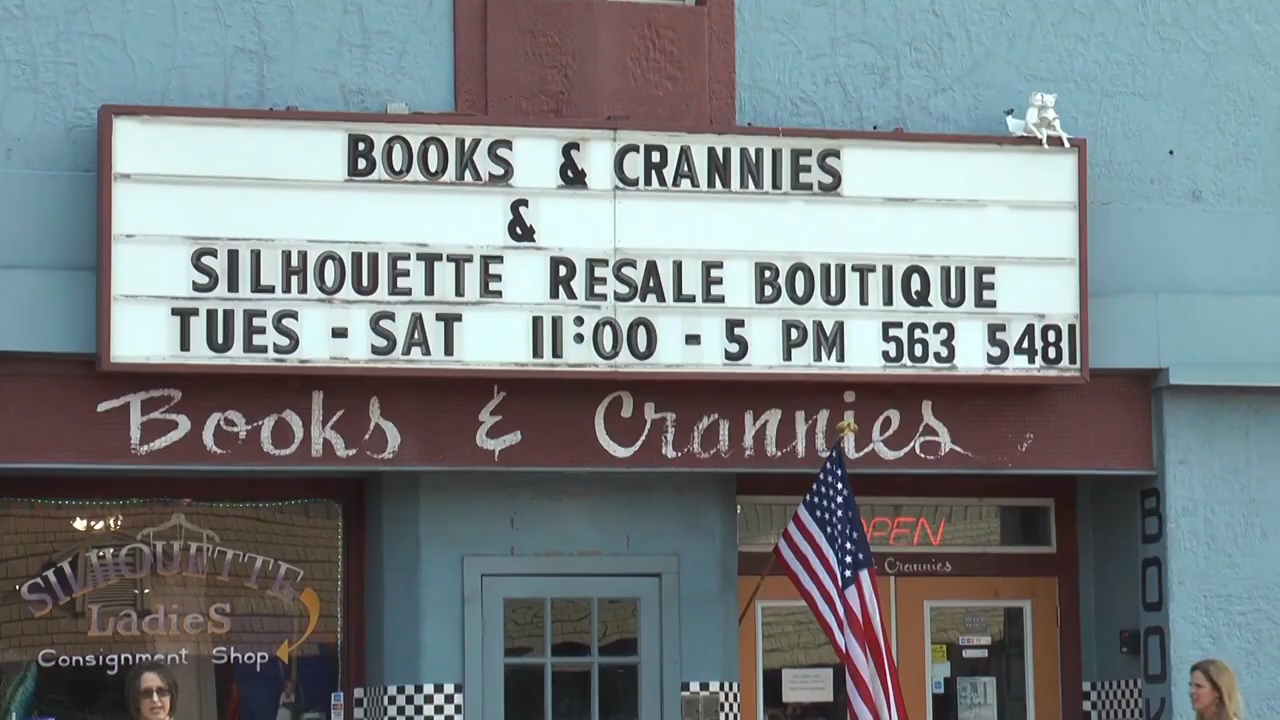 BOOKS & CRANNIES
&
SILHOUETTE RESALE BOUTIQUE
TUES - SAT 11:00 - 5 PM 563 5481
Books & Crannies
OPEN
Crannies
SILHOUETTE
Ladies
Consignment Shop
BOOK